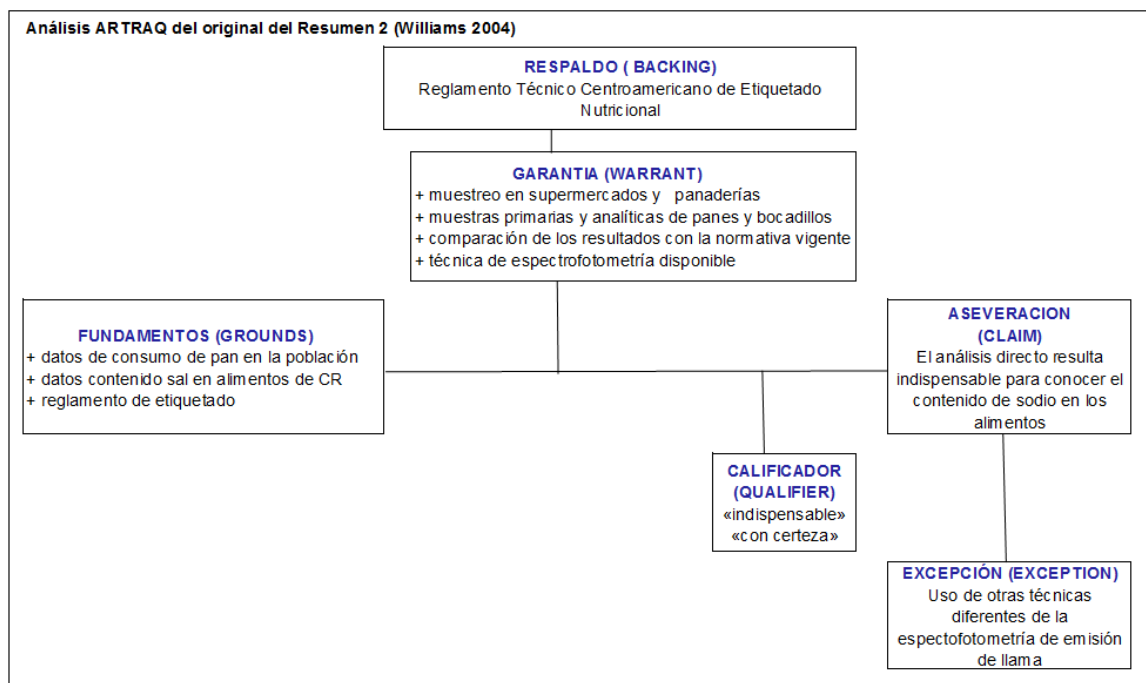 Análisis ARTRAQ del original del Resumen 2 (Williams 2004)
RESPALDO ( BACKING)
Reglamento Técnico Centroamericano de Etiquetado
Nutricional
GARANTIA (WARRANT)
+ muestreo en supermercados y panaderías
+ muestras primarias y analíticas de panes y bocadillos
+ comparación de los resultados con la normativa vigente
+ técnica de espectrofotometría disponible
FUNDAMENTOS (GROUNDS)
+ datos de consumo de pan en la población
+ datos contenido sal en alimentos de CR
+ reglamento de etiquetado
ASEVERACION
(CLAIM)
El análisis directo resulta
indispensable para conocer el
contenido de sodio en los
alimentos
CALIFICADOR
(QUALIFIER)
«indispensable»
«con certeza»
EXCEPCIÓN (EXCEPTION)
Uso de otras técnicas
diferentes de la
espectofotometría de emisión
de llama